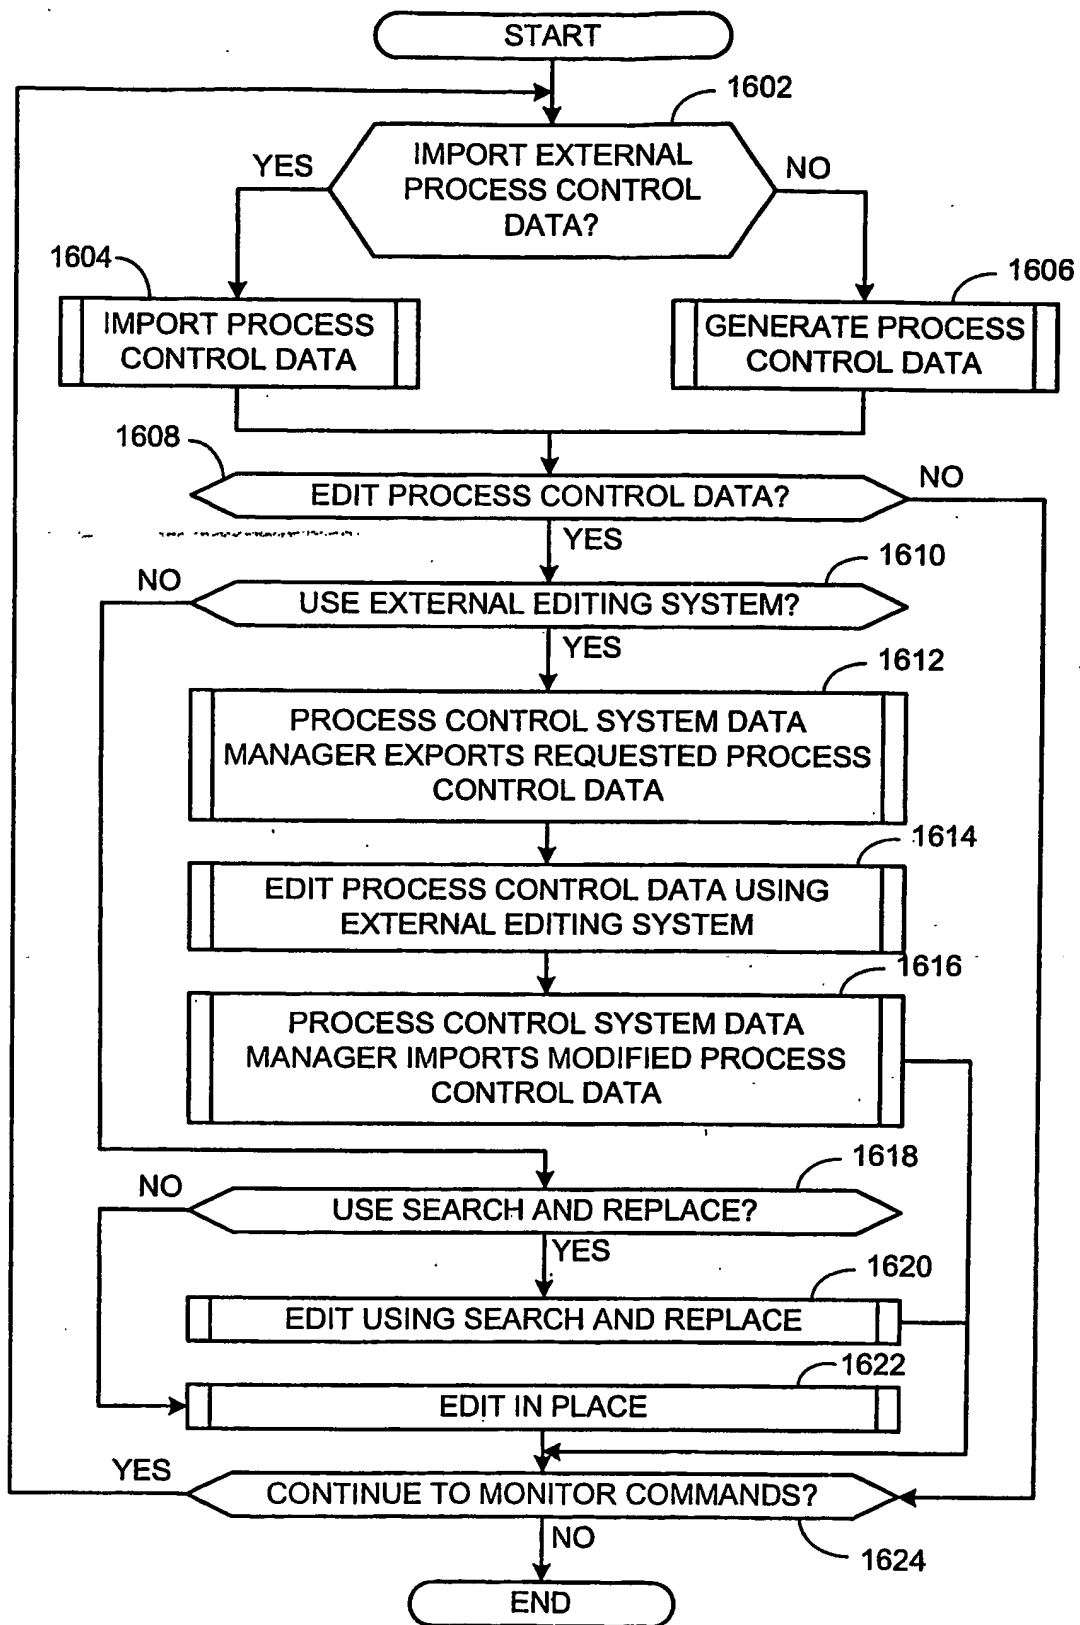 START
1602
IMPORT EXTERNAL
PROCESS CONTROL
DATA?
YES
NO
1604
1606
IMPORT PROCESS
CONTROL DATA
GENERATE PROCESS
CONTROL DATA
1608
EDIT PROCESS CONTROL DATA?
NO
YES
1610
NO
USE EXTERNAL EDITING SYSTEM?
YES
1612
PROCESS CONTROL SYSTEM DATA
MANAGER EXPORTS REQUESTED PROCESS
CONTROL DATA
1614
EDIT PROCESS CONTROL DATA USING
EXTERNAL EDITING SYSTEM
1616
PROCESS CONTROL SYSTEM DATA
MANAGER IMPORTS MODIFIED PROCESS
CONTROL DATA
1618
NO
USE SEARCH AND REPLACE?
YES
1620
EDIT USING SEARCH AND REPLACE
1622
EDIT IN PLACE
YES
CONTINUE TO MONITOR COMMANDS?
NO
1624
END